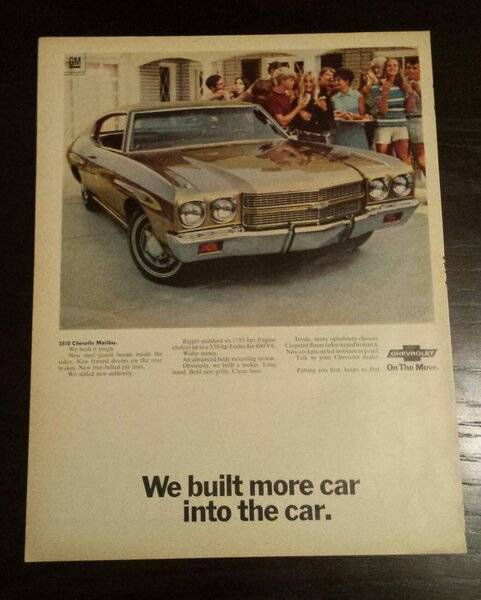 GM
1970 Chevelle Malibu.
We built it tough.
New steel guard beams inside the
sides. New finned drums on the rear
brakes. New bias-belted ply tires.
We added new authority.
Bigger standard six (155 hp). Engine
choices up to a 330-hp Turbo-Jet 400 V8.
Wider stance.
An advanced body mounting system.
Obviously, we built a looker. Long
hood. Bold new grille. Clean lines.
Inside, many upholstery choices.
Carpeted floors color-keyed to match.
New cockpit-styled instrument panel.
Talk to your Chevrolet dealer.
Putting you first, keeps us first.
CHEVROLET
On The Move.
We built more car
into the car.